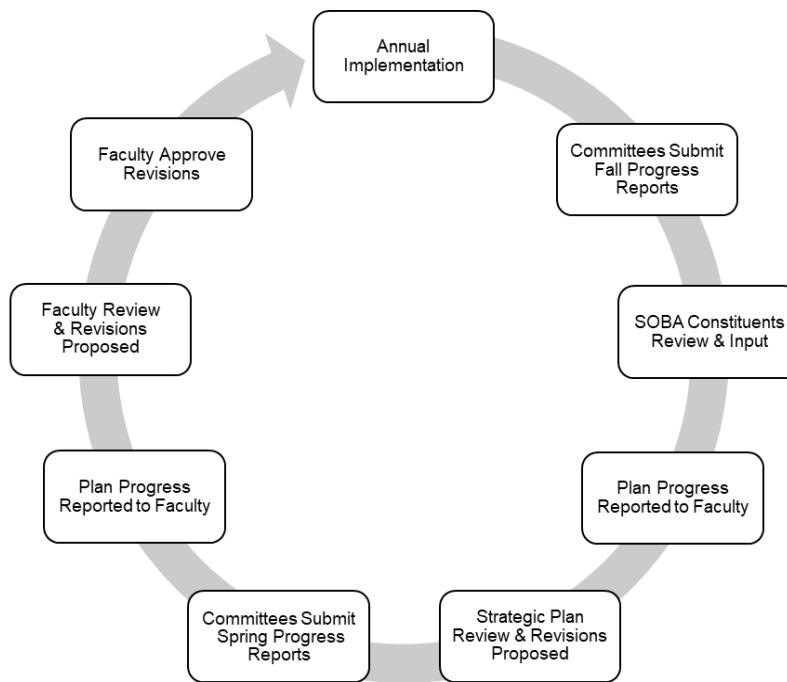 Annual
Implementation
Committees Submit
Fall Progress
Reports
SOBA Constituents
Review & Input
Plan Progress
Reported to Faculty
Strategic Plan
Review & Revisions
Proposed
Committees Submit
Spring Progress
Reports
Plan Progress
Reported to Faculty
Faculty Review
& Revisions
Proposed
Faculty Approve
Revisions